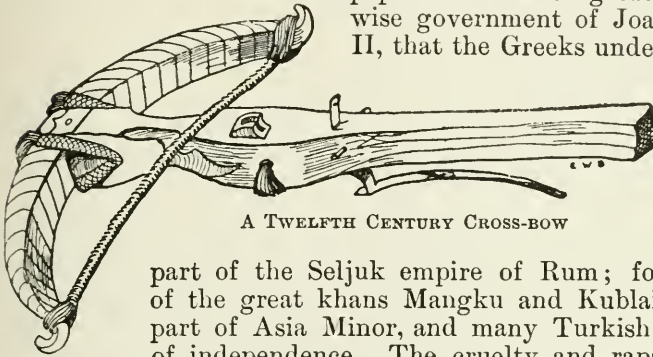 wise government of Joa
II, that the Greeks unde
C W B
A TWELFTH CENTURY CROSS-BOW
part of the Seljuk empire of Rum; fo
of the great khans Mangku and Kublai
part of Asia Minor, and many Turkish
of independence. The cruelty and rap